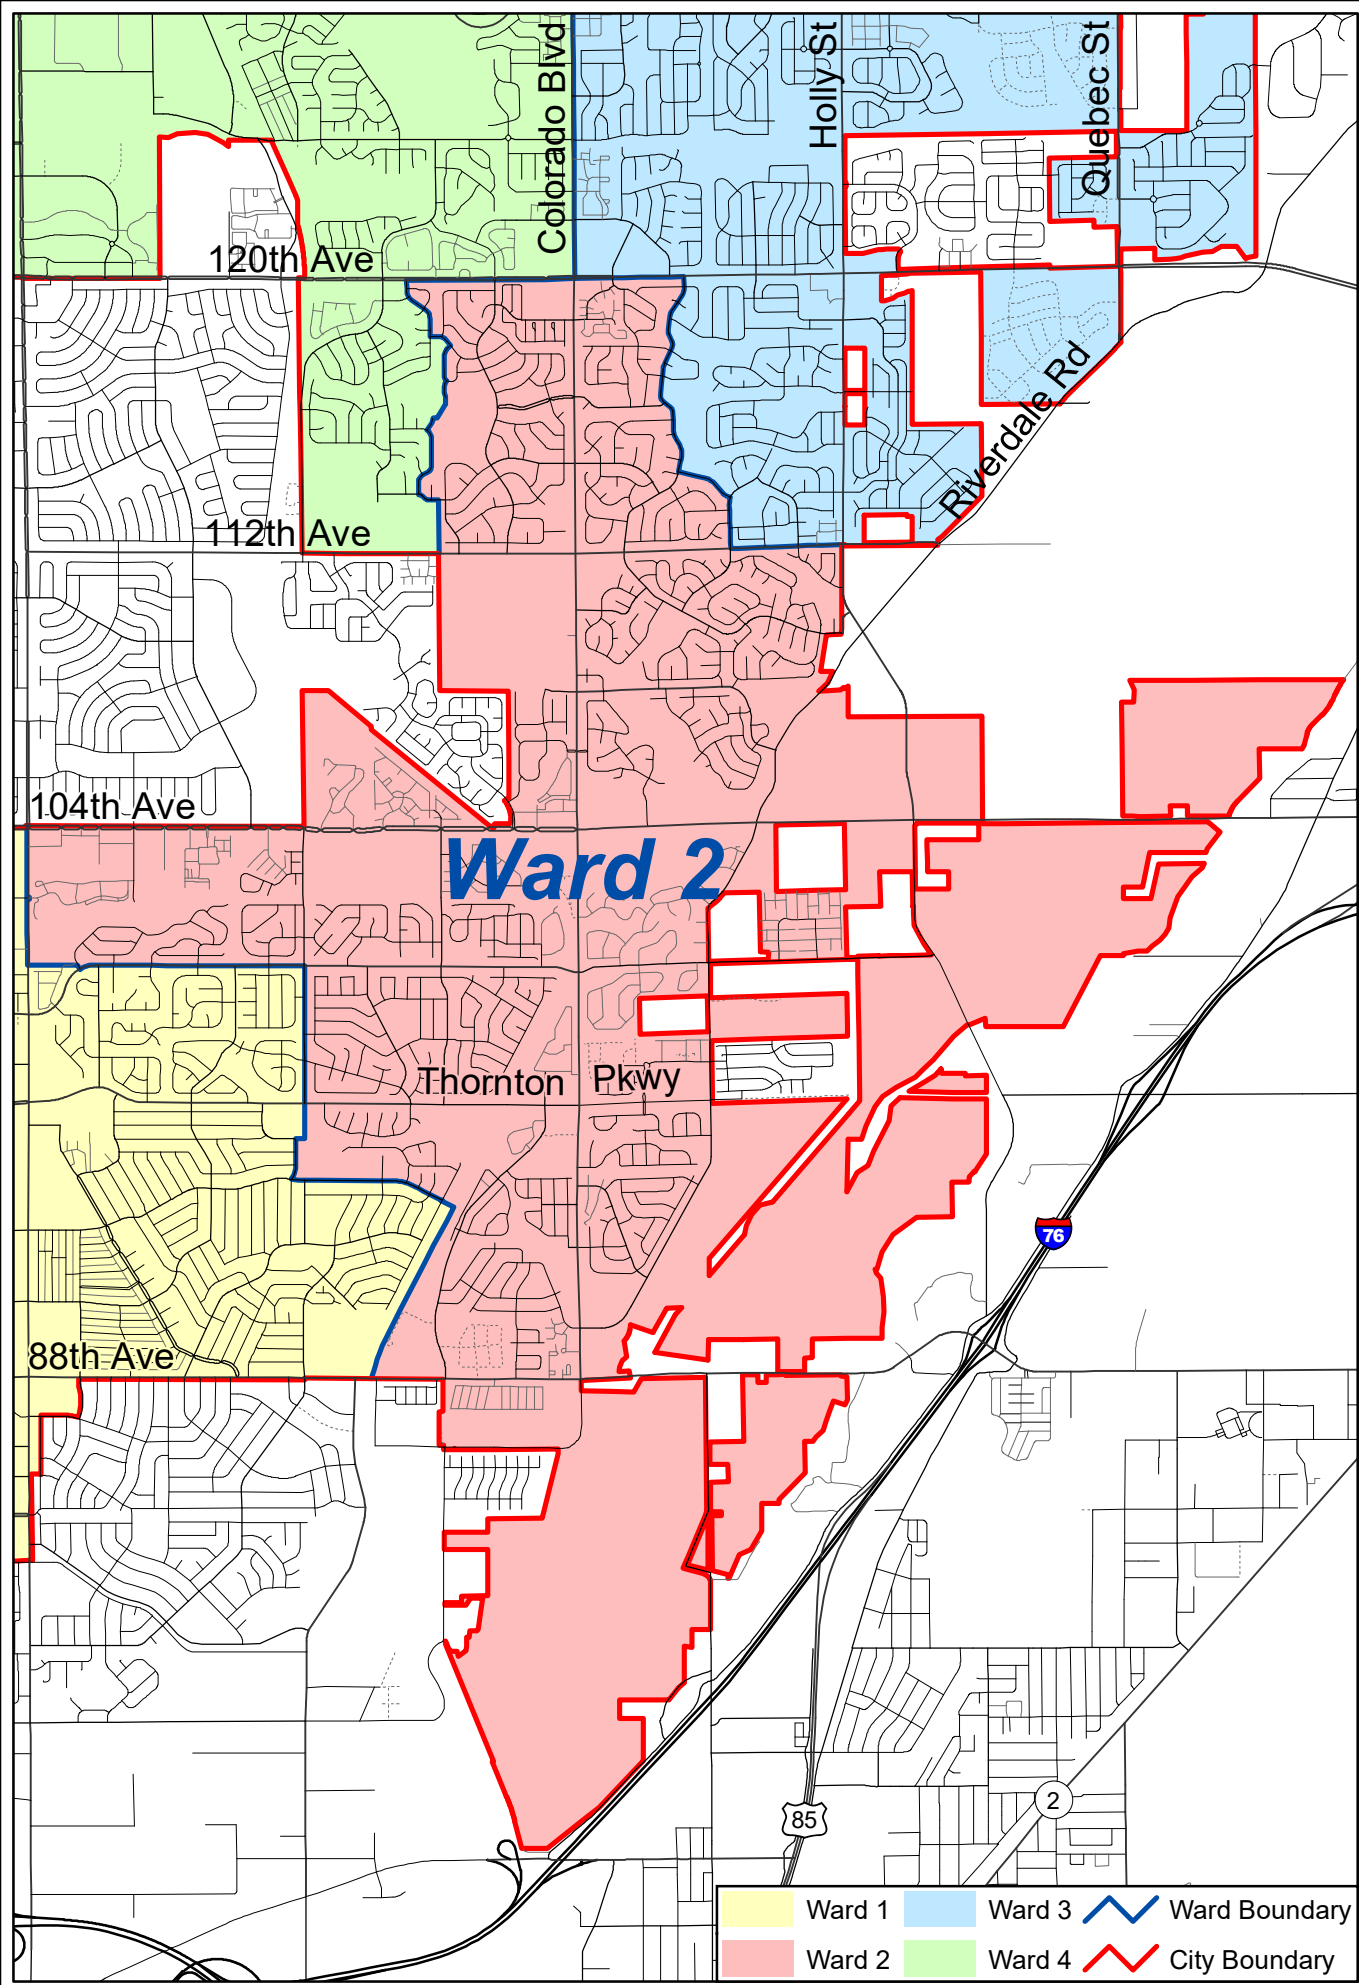 Colorado Blvd
Holly St
Quebec St
120th Ave
Riverdale Rd
112th Ave
104th Ave
Ward 2
Thornton Pkwy
76
88th Ave
2
85
Ward 1
Ward 3
Ward Boundary
Ward 2
Ward 4
City Boundary